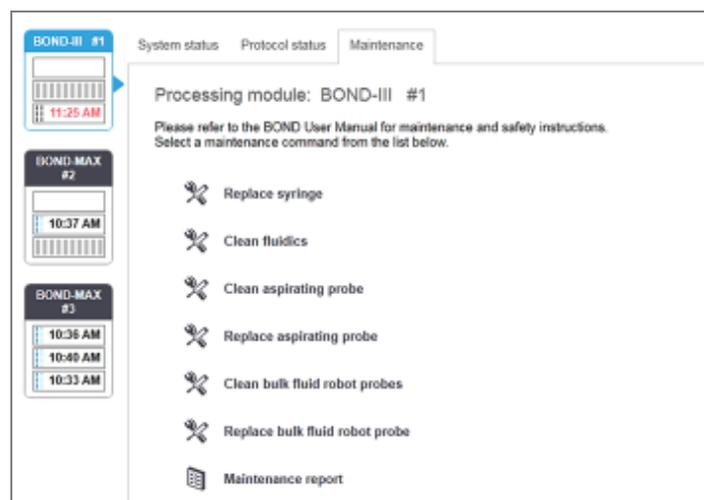 BOND-III #1
11:25 AM
BOND-MAX
#2
10:37 AM
BOND-MAX
#3
10:36 AM
10:40 AM
10:33 AM
System status Protocol status Maintenance
Processing module: BOND-III #1
Please refer to the BOND User Manual for maintenance and safety instructions.
Select a maintenance command from the list below.
Replace syringe
Clean fluidics
Clean aspirating probe
Replace aspirating probe
Clean bulk fluid robot probes
Replace bulk fluid robot probe
Maintenance report